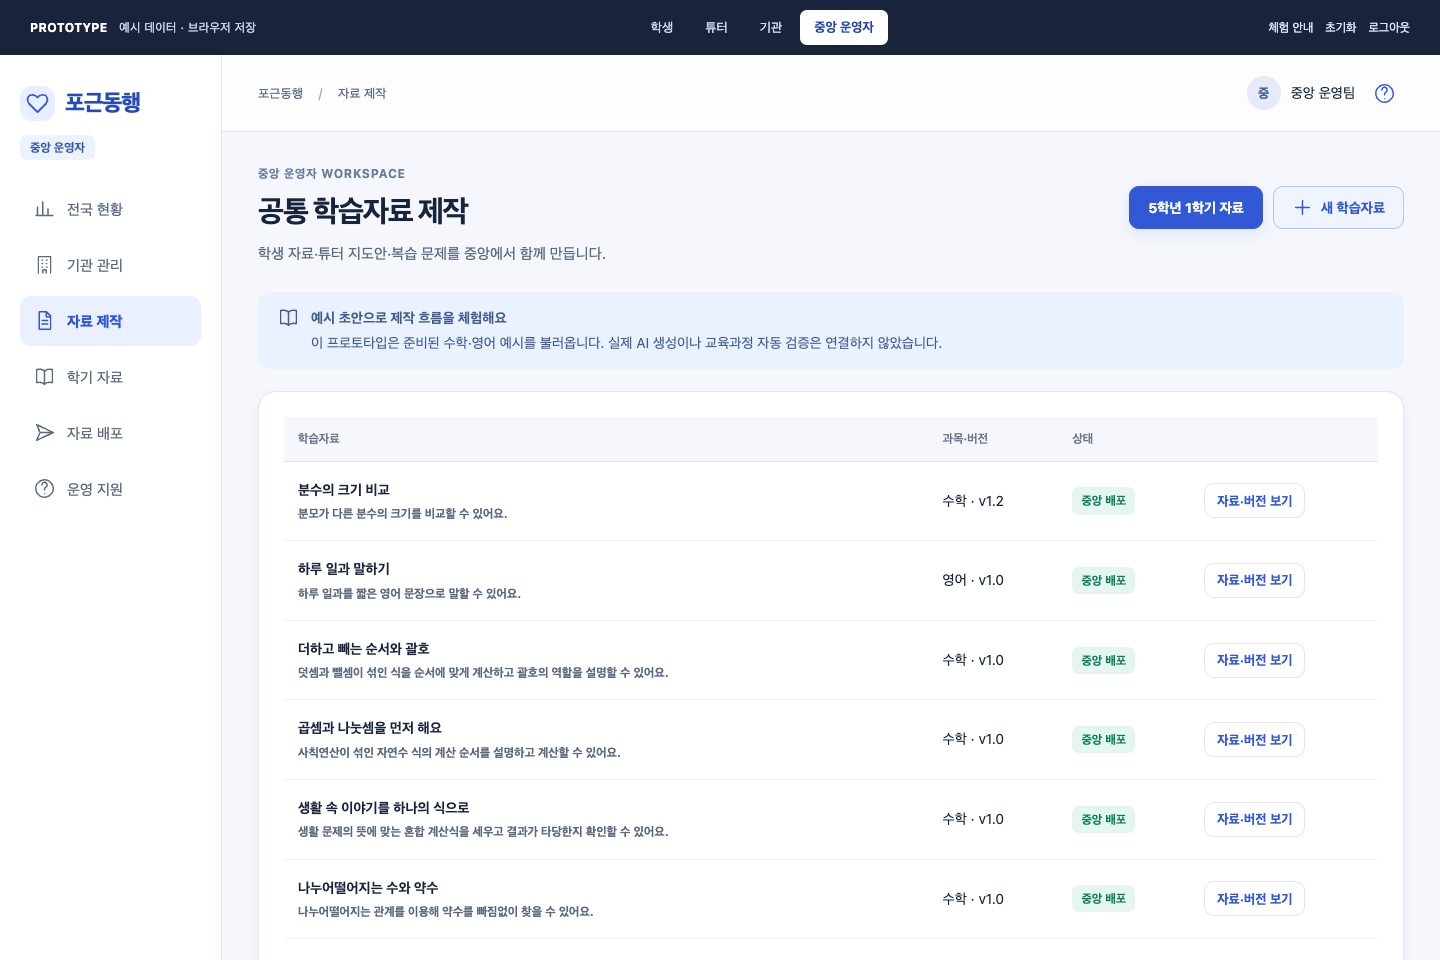 PROTOTYPE 예시 데이터 · 브라우저 저장 학생 튜터 기관 중앙 운영자 체험 안내 초기화 로그아웃
포근동행
중앙 운영자
전국 현황
기관 관리
자료 제작
학기 자료
자료 배포
운영 지원
포근동행 / 자료 제작 중 중앙 운영팀
중앙 운영자 WORKSPACE
공통 학습자료 제작
학생 자료·튜터 지도안·복습 문제를 중앙에서 함께 만듭니다.
5학년 1학기 자료 새 학습자료
예시 초안으로 제작 흐름을 체험해요
이 프로토타입은 준비된 수학·영어 예시를 불러옵니다. 실제 AI 생성이나 교육과정 자동 검증은 연결하지 않았습니다.
학습자료 과목·버전 상태
분수의 크기 비교
분모가 다른 분수의 크기를 비교할 수 있어요.
수학 · v1.2 중앙 배포 자료·버전 보기
하루 일과 말하기
하루 일과를 짧은 영어 문장으로 말할 수 있어요.
영어 · v1.0 중앙 배포 자료·버전 보기
더하고 빼는 순서와 괄호
덧셈과 뺄셈이 섞인 식을 순서에 맞게 계산하고 괄호의 역할을 설명할 수 있어요.
수학 · v1.0 중앙 배포 자료·버전 보기
곱셈과 나눗셈을 먼저 해요
사칙연산이 섞인 자연수 식의 계산 순서를 설명하고 계산할 수 있어요.
수학 · v1.0 중앙 배포 자료·버전 보기
생활 속 이야기를 하나의 식으로
생활 문제의 뜻에 맞는 혼합 계산식을 세우고 결과가 타당한지 확인할 수 있어요.
수학 · v1.0 중앙 배포 자료·버전 보기
나누어떨어지는 수와 약수
나누어떨어지는 관계를 이용해 약수를 빠짐없이 찾을 수 있어요.
수학 · v1.0 중앙 배포 자료·버전 보기